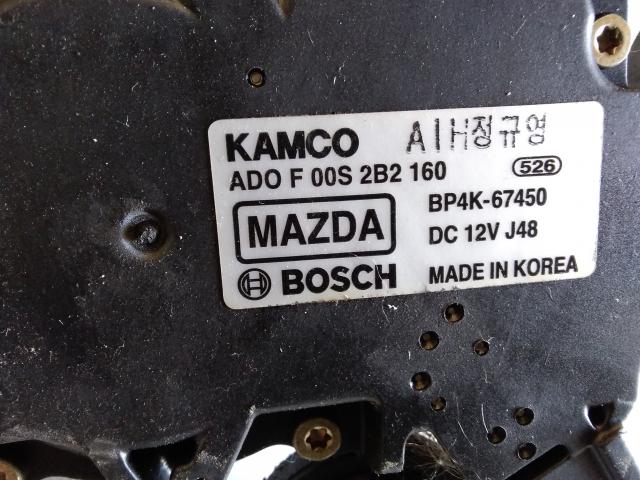 KAMCO A1H정규영
ADO F 00S 2B2 160 526
MAZDA BP4K-67450
DC 12V J48
BOSCH MADE IN KOREA